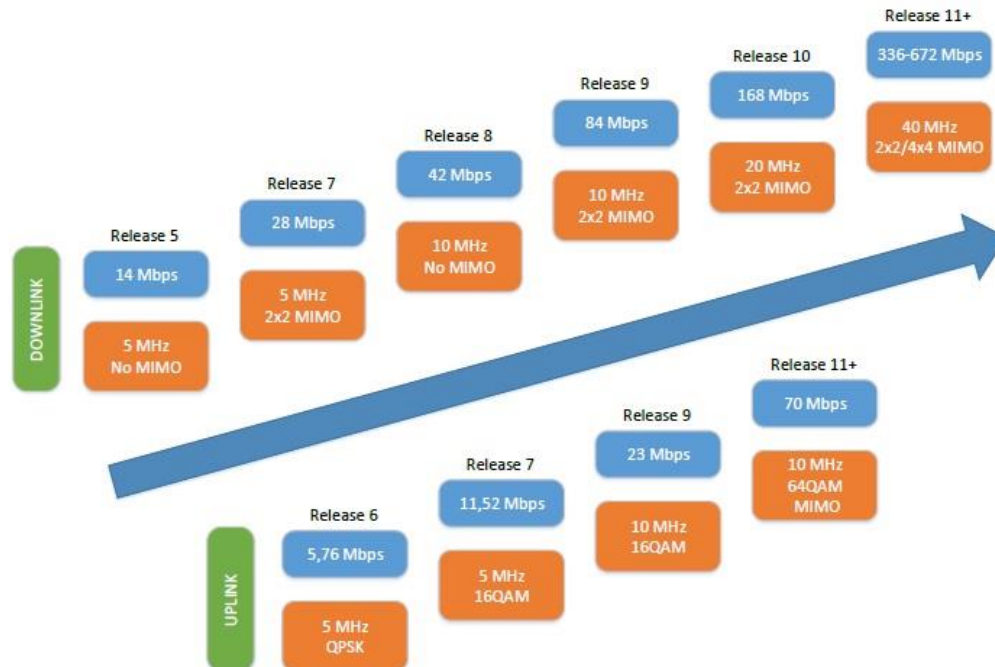 DOWNLINK
Release 5
14 Mbps
5 MHz
No MIMO
Release 7
28 Mbps
5 MHz
2x2 MIMO
Release 8
42 Mbps
10 MHz
No MIMO
Release 9
84 Mbps
10 MHz
2x2 MIMO
Release 10
168 Mbps
20 MHz
2x2 MIMO
Release 11+
336-672 Mbps
40 MHz
2x2/4x4 MIMO
UPLINK
Release 6
5,76 Mbps
5 MHz
QPSK
Release 7
11,52 Mbps
5 MHz
16QAM
Release 9
23 Mbps
10 MHz
16QAM
Release 11+
70 Mbps
10 MHz
64QAM
MIMO